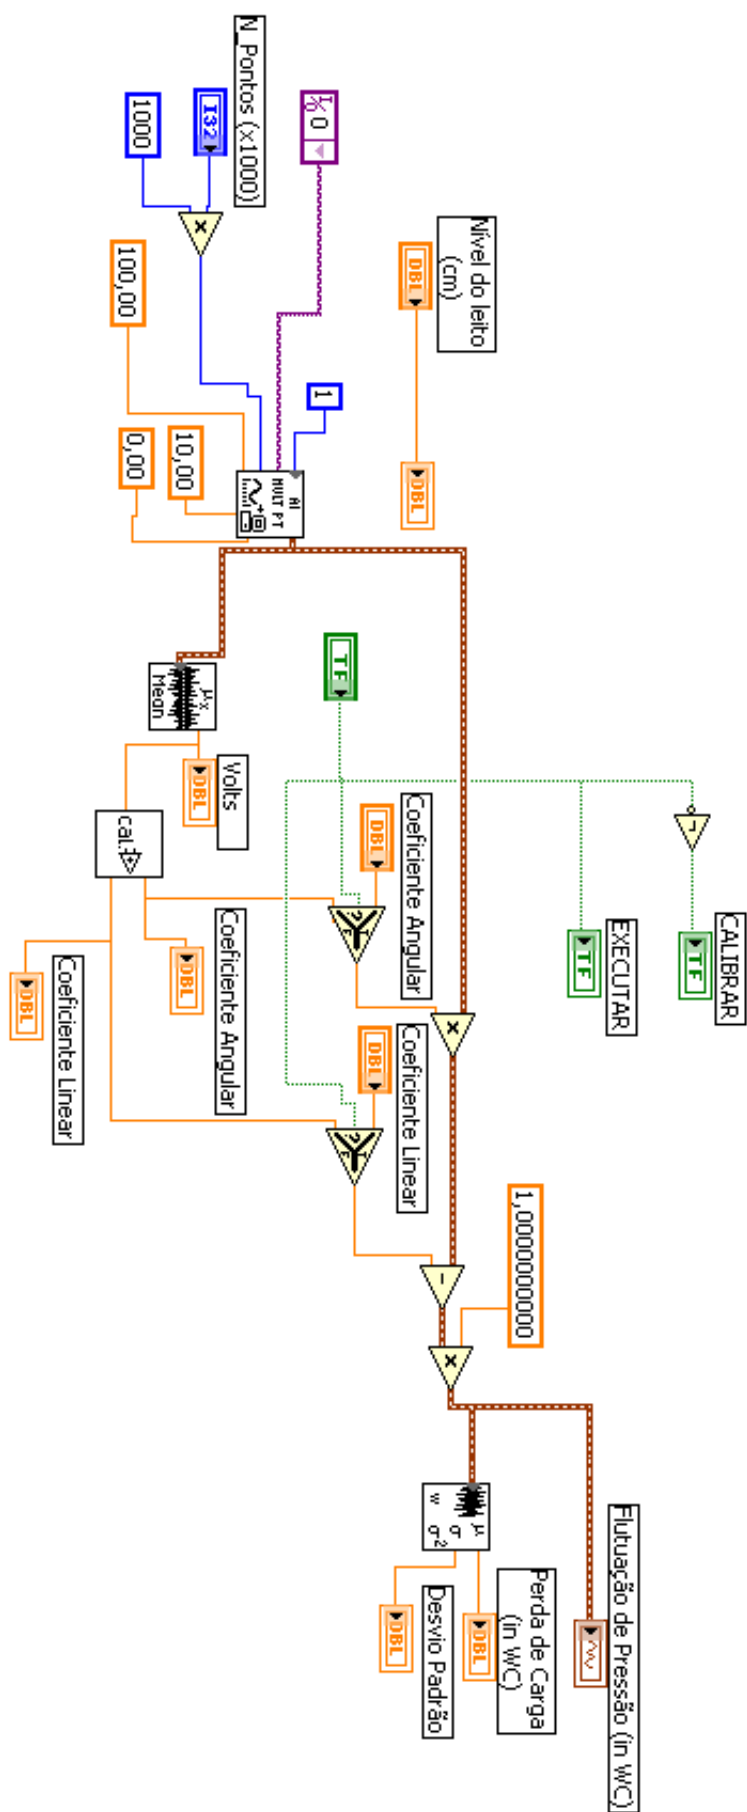 CALIBRAR
TF
EXECUTAR
TF
Flutuação de Pressão (in WC)
Nível do leito
(cm)
DBL
DBL
1,0000000000
Perda de Carga
(in WC)
DBL
Coeficiente Angular
DBL
Coeficiente Linear
DBL
Desvio Padrão
DBL
μ
σ
σ²
I/O 0
1
TF
T
F
T
F
AI
MULT PT
N_Pontos (x1000)
I32
1000
100,00
10,00
0,00
μx
Mean
Volts
DBL
CAL
Coeficiente Angular
DBL
Coeficiente Linear
DBL